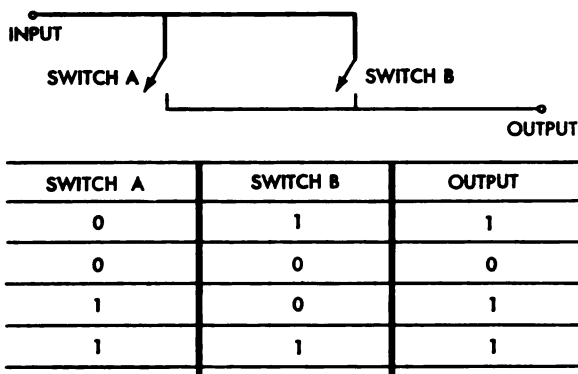 INPUT
SWITCH A
SWITCH B
OUTPUT
SWITCH A SWITCH B OUTPUT
0 1 1
0 0 0
1 0 1
1 1 1